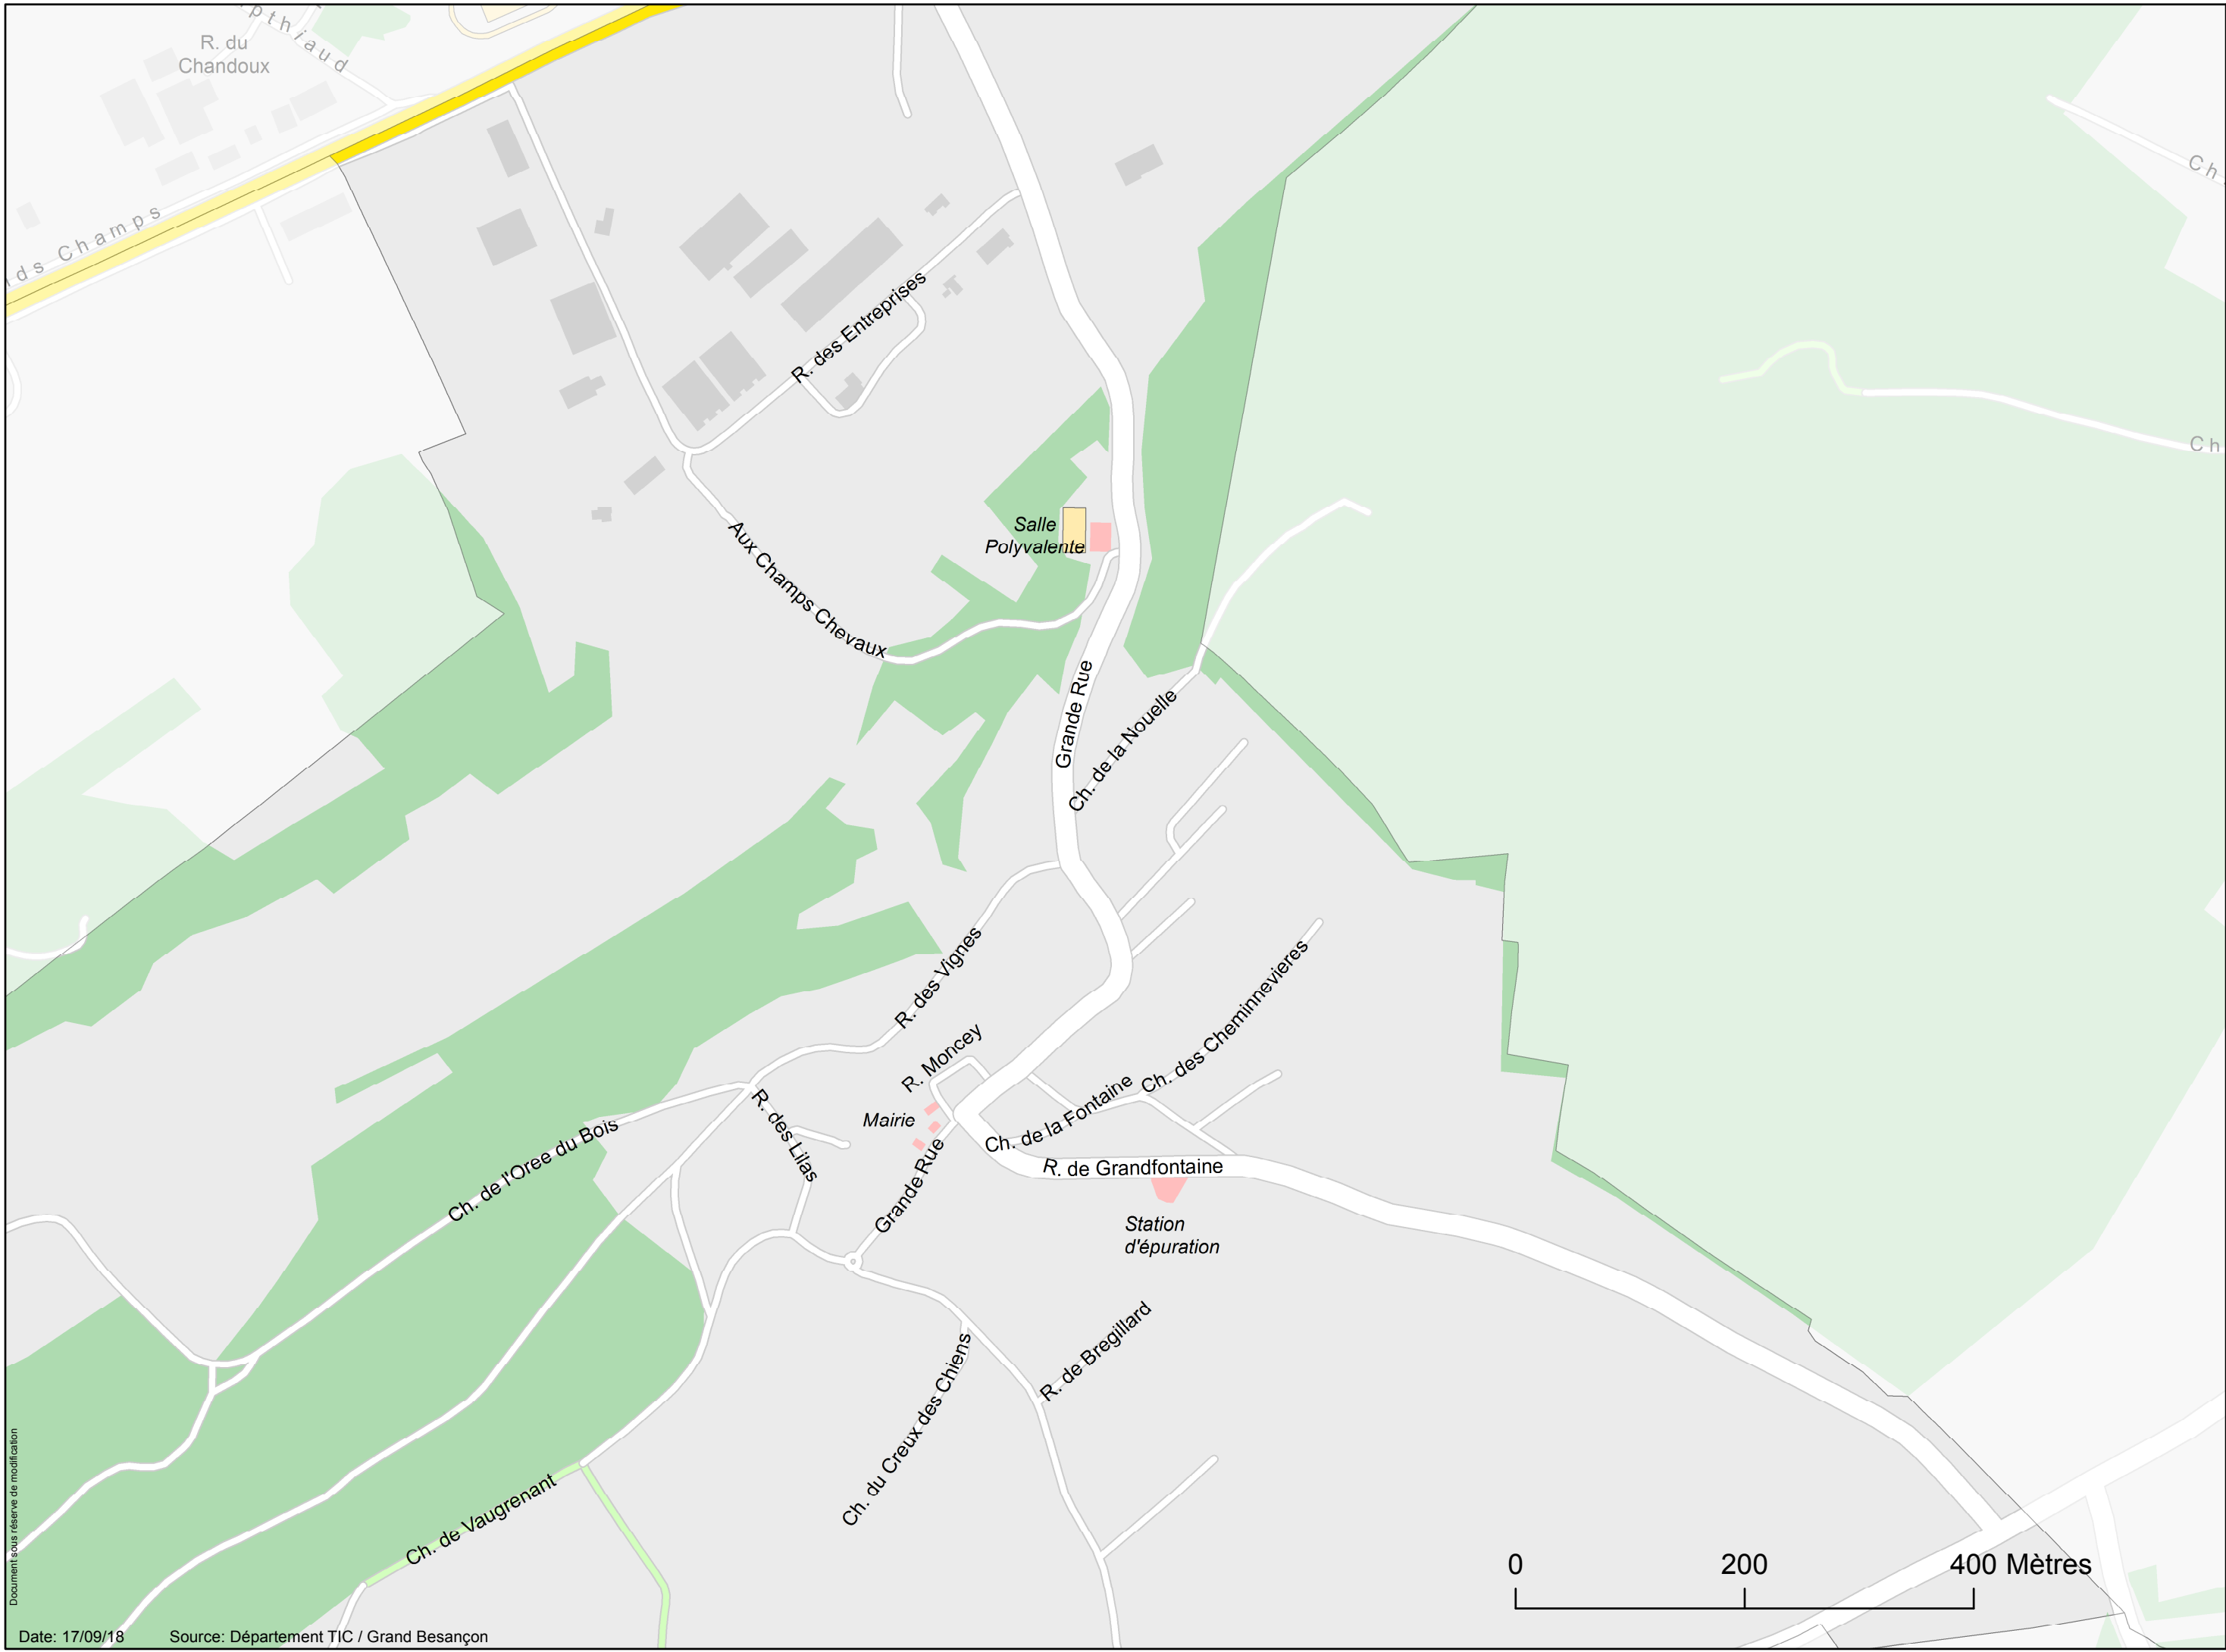 pthiaud
R. du
Chandoux
ds Champs
Ch
Ch
R. des Entreprises
Salle
Polyvalente
Aux Champs Chevaux
Grande Rue
Ch. de la Nouelle
R. des Vignes
Ch. des Cheminnevieres
R. Moncey
Ch. de la Fontaine
Mairie
R. des Lilas
Ch. de l'Oree du Bois
Grande Rue
R. de Grandfontaine
Station
d'épuration
R. de Bregillard
Ch. du Creux des Chiens
Ch. de Vaugrenant
0 200 400 Mètres
Document sous réserve de modification
Date: 17/09/18 Source: Département TIC / Grand Besançon